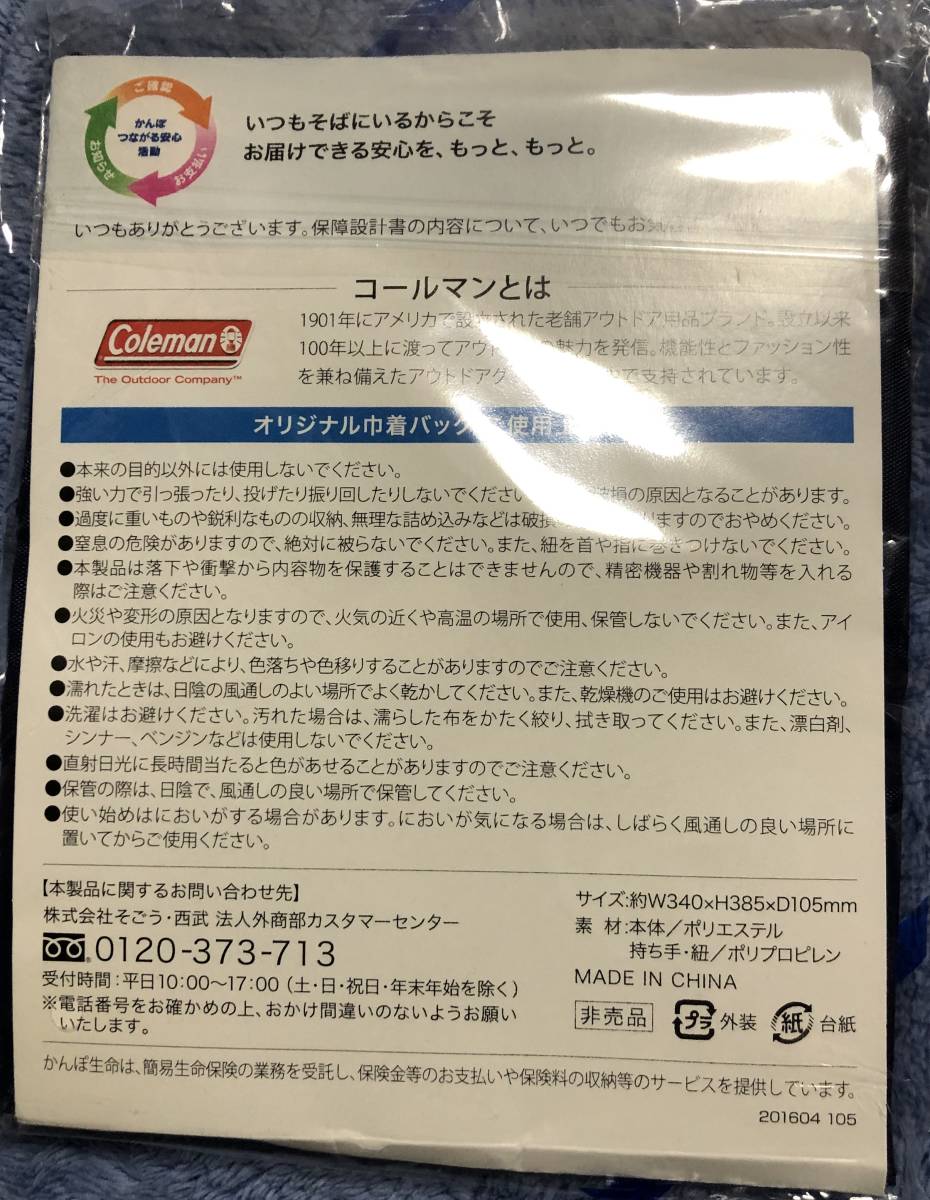 ご確認
かんぽ
つながる安心
活動
お知らせ
お支払い
いつもそばにいるからこそ
お届けできる安心を、もっと、もっと。
いつもありがとうございます。保障設計書の内容について、いつでもお気
コールマンとは
Coleman
The Outdoor Company™
1901年にアメリカで設立された老舗アウトドア用品ブランド。設立以来
100年以上に渡ってアウト の魅力を発信。機能性とファッション性
を兼ね備えたアウトドアグ で支持されています。
オリジナル巾着バッグ 使用
●本来の目的以外には使用しないでください。
●強い力で引っ張ったり、投げたり振り回したりしないでください 破損の原因となることがあります。
●過度に重いものや鋭利なものの収納、無理な詰め込みなどは破損 りますのでおやめください。
●窒息の危険がありますので、絶対に被らないでください。また、紐を首や指に巻きつけないでください。
●本製品は落下や衝撃から内容物を保護することはできませんので、精密機器や割れ物等を入れる
際はご注意ください。
●火災や変形の原因となりますので、火気の近くや高温の場所で使用、保管しないでください。また、アイ
ロンの使用もお避けください。
●水や汗、摩擦などにより、色落ちや色移りすることがありますのでご注意ください。
●濡れたときは、日陰の風通しのよい場所でよく乾かしてください。また、乾燥機のご使用はお避けください。
●洗濯はお避けください。汚れた場合は、濡らした布をかたく絞り、拭き取ってください。また、漂白剤、
シンナー、ベンジンなどは使用しないでください。
●直射日光に長時間当たると色があせることがありますのでご注意ください。
●保管の際は、日陰で、風通しの良い場所で保管してください。
●使い始めはにおいがする場合があります。においが気になる場合は、しばらく風通しの良い場所に
置いてからご使用ください。
【本製品に関するお問い合わせ先】
株式会社そごう・西武 法人外商部カスタマーセンター
0120-373-713
受付時間：平日10:00〜17:00（土・日・祝日・年末年始を除く）
※電話番号をお確かめの上、おかけ間違いのないようお願い
いたします。
サイズ:約W340×H385×D105mm
素 材:本体／ポリエステル
持ち手・紐／ポリプロピレン
MADE IN CHINA
非売品 プラ 外装 紙 台紙
かんぽ生命は、簡易生命保険の業務を受託し、保険金等のお支払いや保険料の収納等のサービスを提供しています。
201604 105